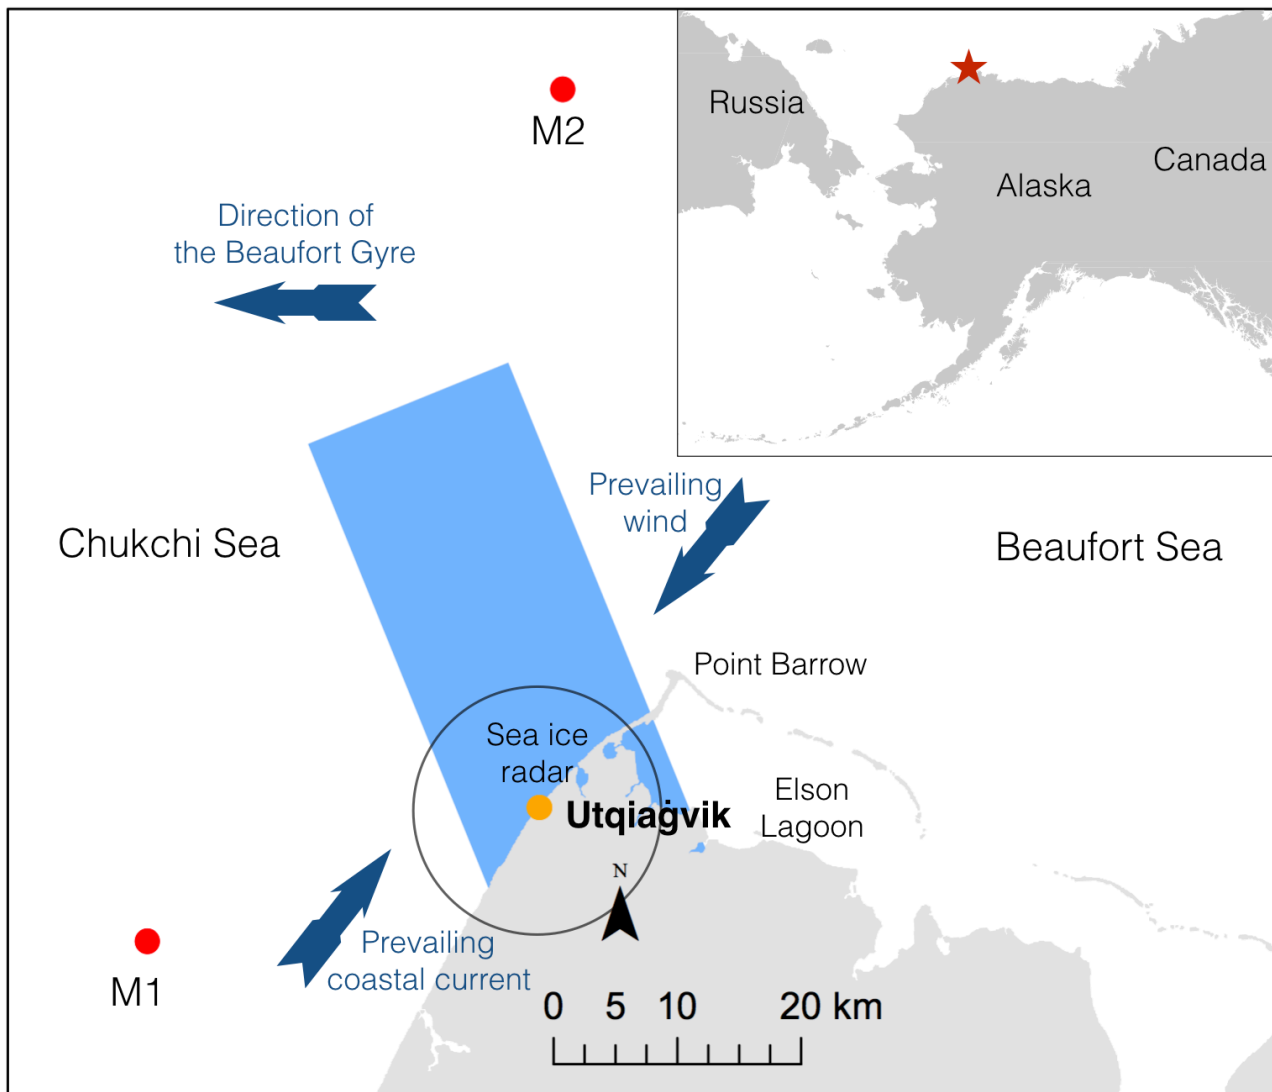 M2
Russia
Alaska
Canada
Direction of
the Beaufort Gyre
Prevailing
wind
Chukchi Sea
Beaufort Sea
Point Barrow
Sea ice
radar
Utqiaġvik
Elson
Lagoon
N
Prevailing
coastal current
M1
0 5 10 20 km